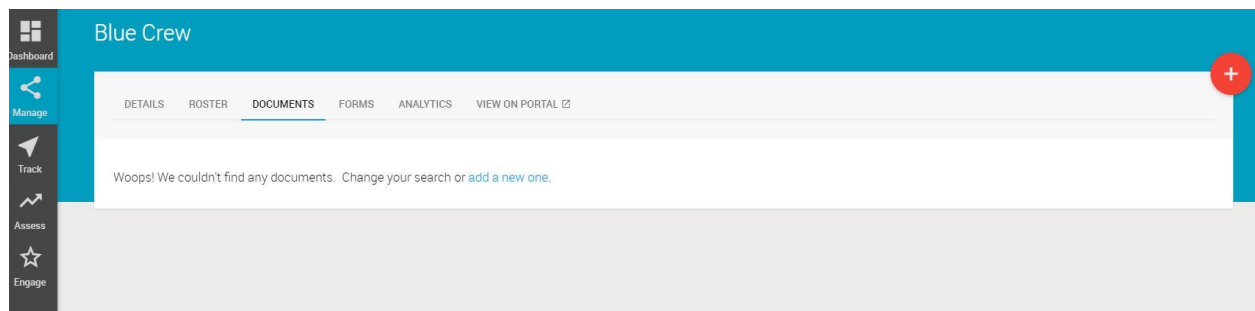 Blue Crew
Dashboard
Manage
Track
Assess
Engage
DETAILS ROSTER DOCUMENTS FORMS ANALYTICS VIEW ON PORTAL
Woops! We couldn't find any documents. Change your search or add a new one.